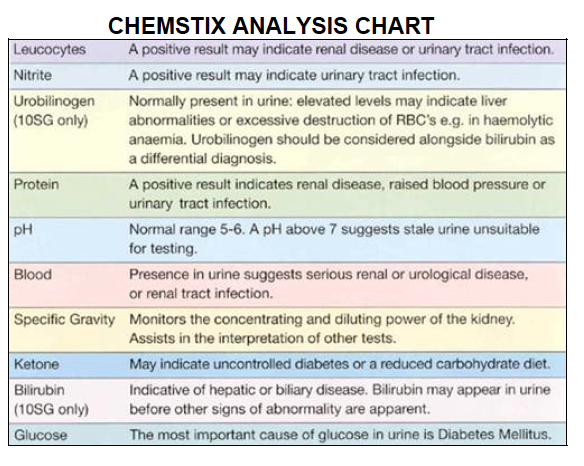 CHEMSTIX ANALYSIS CHART
Leucocytes A positive result may indicate renal disease or urinary tract infection.
Nitrite A positive result may indicate urinary tract infection.
Urobilinogen Normally present in urine: elevated levels may indicate liver
(10SG only) abnormalities or excessive destruction of RBC's e.g. in haemolytic
anaemia. Urobilinogen should be considered alongside bilirubin as
a differential diagnosis.
Protein A positive result indicates renal disease, raised blood pressure or
urinary tract infection.
pH Normal range 5-6. A pH above 7 suggests stale urine unsuitable
for testing.
Blood Presence in urine suggests serious renal or urological disease,
or renal tract infection.
Specific Gravity Monitors the concentrating and diluting power of the kidney.
Assists in the interpretation of other tests.
Ketone May indicate uncontrolled diabetes or a reduced carbohydrate diet.
Bilirubin Indicative of hepatic or biliary disease. Bilirubin may appear in urine
(10SG only) before other signs of abnormality are apparent.
Glucose The most important cause of glucose in urine is Diabetes Mellitus.